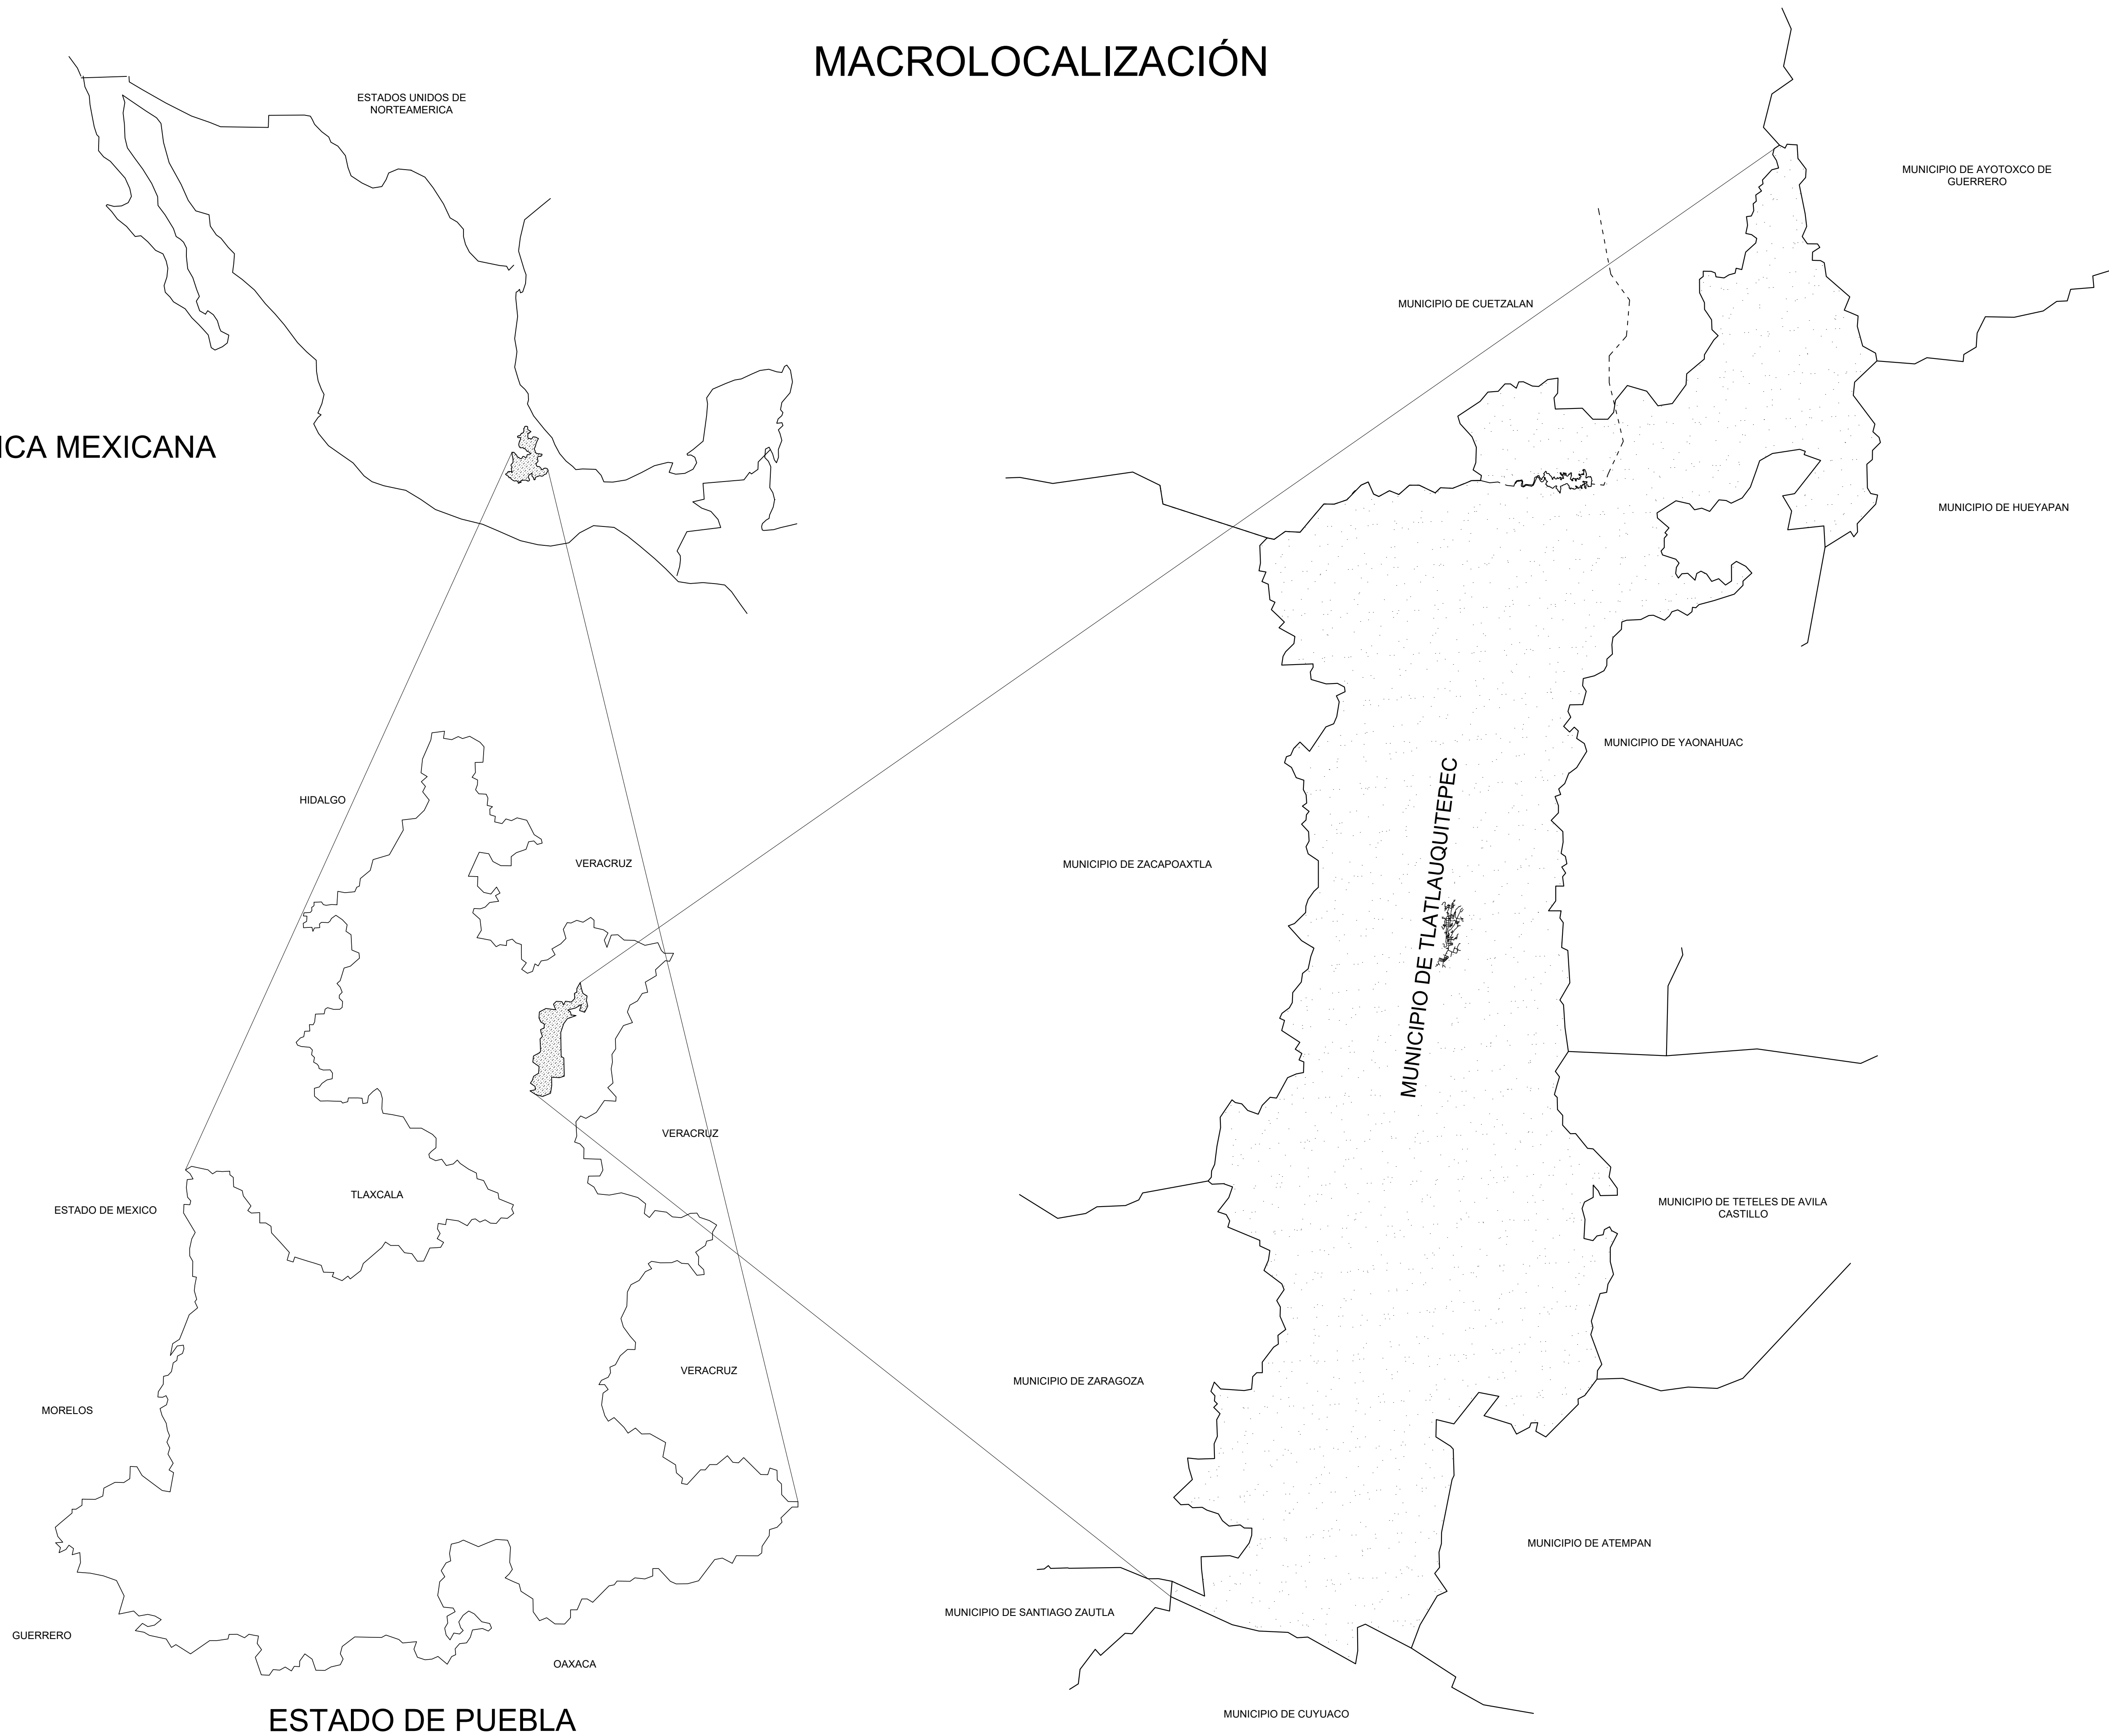 MACROLOCALIZACIÓN
ESTADOS UNIDOS DE
NORTEAMERICA
ICA MEXICANA
HIDALGO
VERACRUZ
VERACRUZ
TLAXCALA
ESTADO DE MEXICO
VERACRUZ
MORELOS
GUERRERO
OAXACA
ESTADO DE PUEBLA
MUNICIPIO DE AYOTOXCO DE
GUERRERO
MUNICIPIO DE CUETZALAN
MUNICIPIO DE HUEYAPAN
MUNICIPIO DE YAONAHUAC
MUNICIPIO DE ZACAPOAXTLA
MUNICIPIO DE TLATLAUQUITEPEC
MUNICIPIO DE TETELES DE AVILA
CASTILLO
MUNICIPIO DE ZARAGOZA
MUNICIPIO DE ATEMPAN
MUNICIPIO DE SANTIAGO ZAUTLA
MUNICIPIO DE CUYUACO